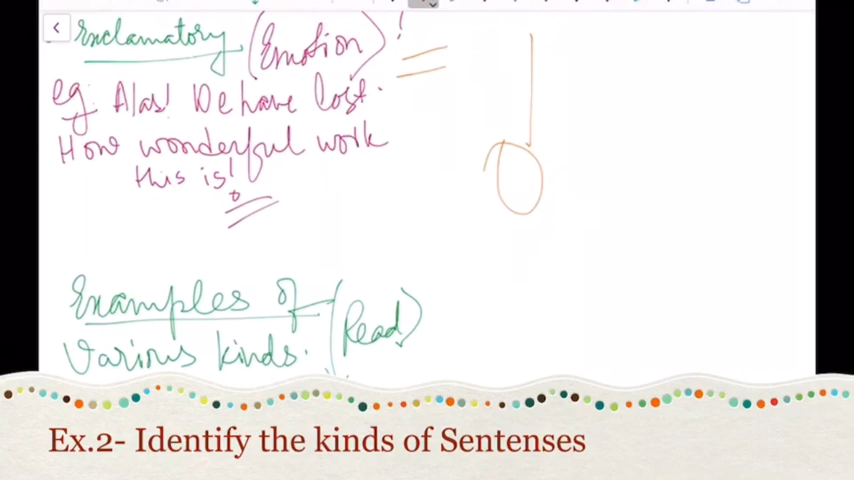 Exclamatory (Emotion) !
eg. Alas! We have lost.
How wonderful work
this is!
Examples of
Various kinds. (Read)
Ex.2- Identify the kinds of Sentenses